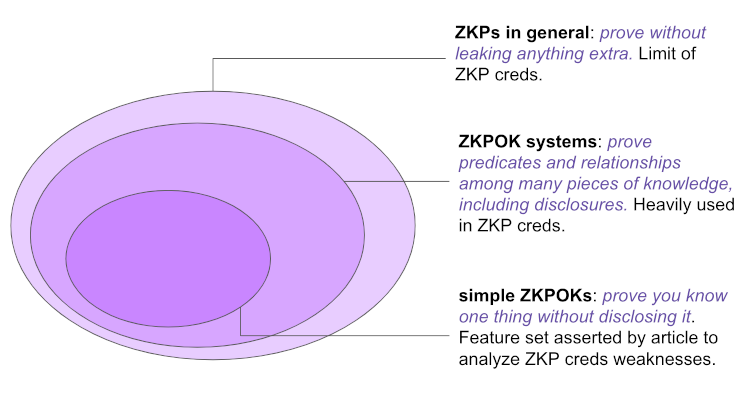 ZKPs in general: prove without
leaking anything extra. Limit of
ZKP creds.
ZKPOK systems: prove
predicates and relationships
among many pieces of knowledge,
including disclosures. Heavily used
in ZKP creds.
simple ZKPOKs: prove you know
one thing without disclosing it.
Feature set asserted by article to
analyze ZKP creds weaknesses.